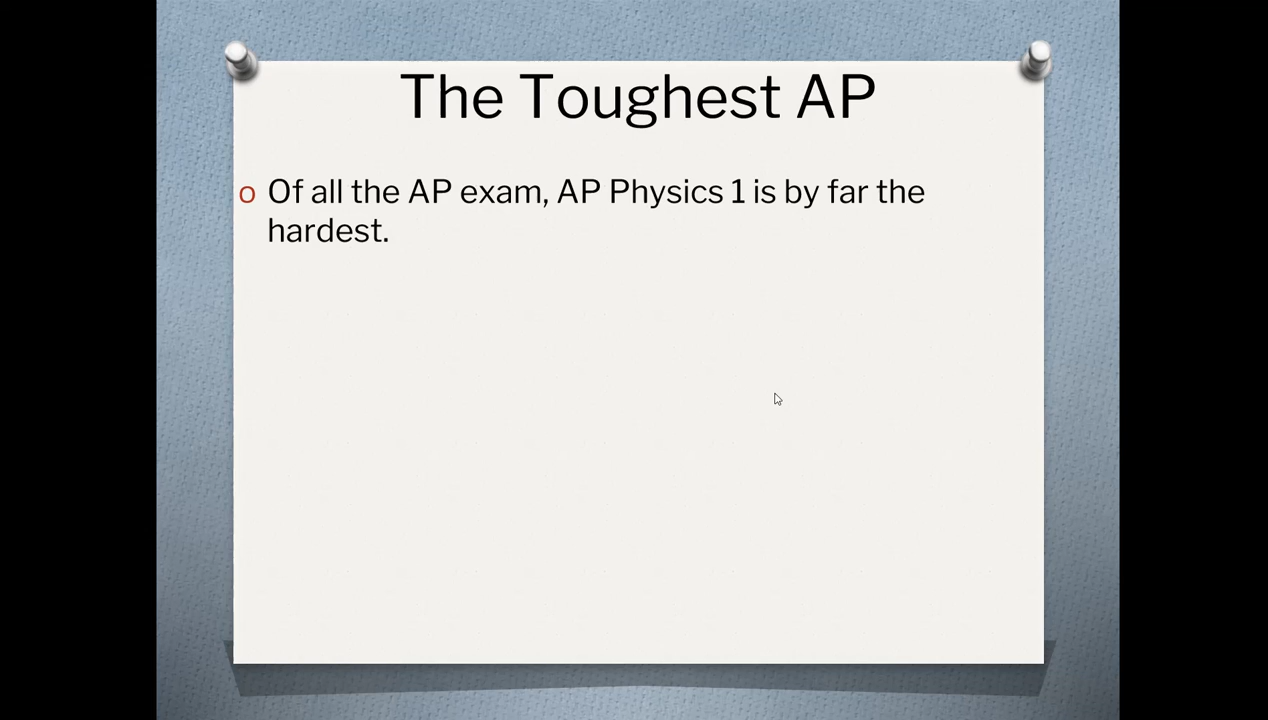 The Toughest AP
o Of all the AP exam, AP Physics 1 is by far the
hardest.